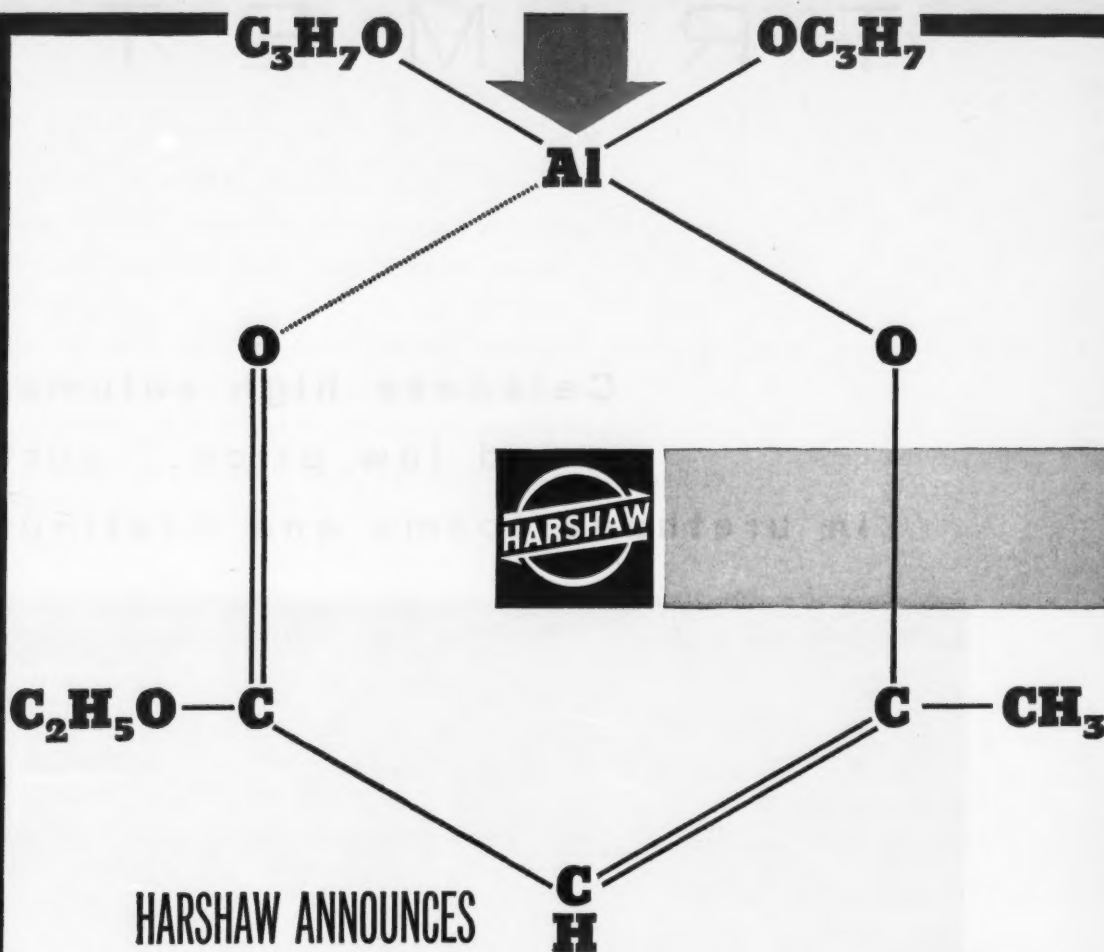 C₃H₇O OC₃H₇
Al
O O
HARSHAW
C₂H₅O—C C—CH₃
C
H
HARSHAW ANNOUNCES